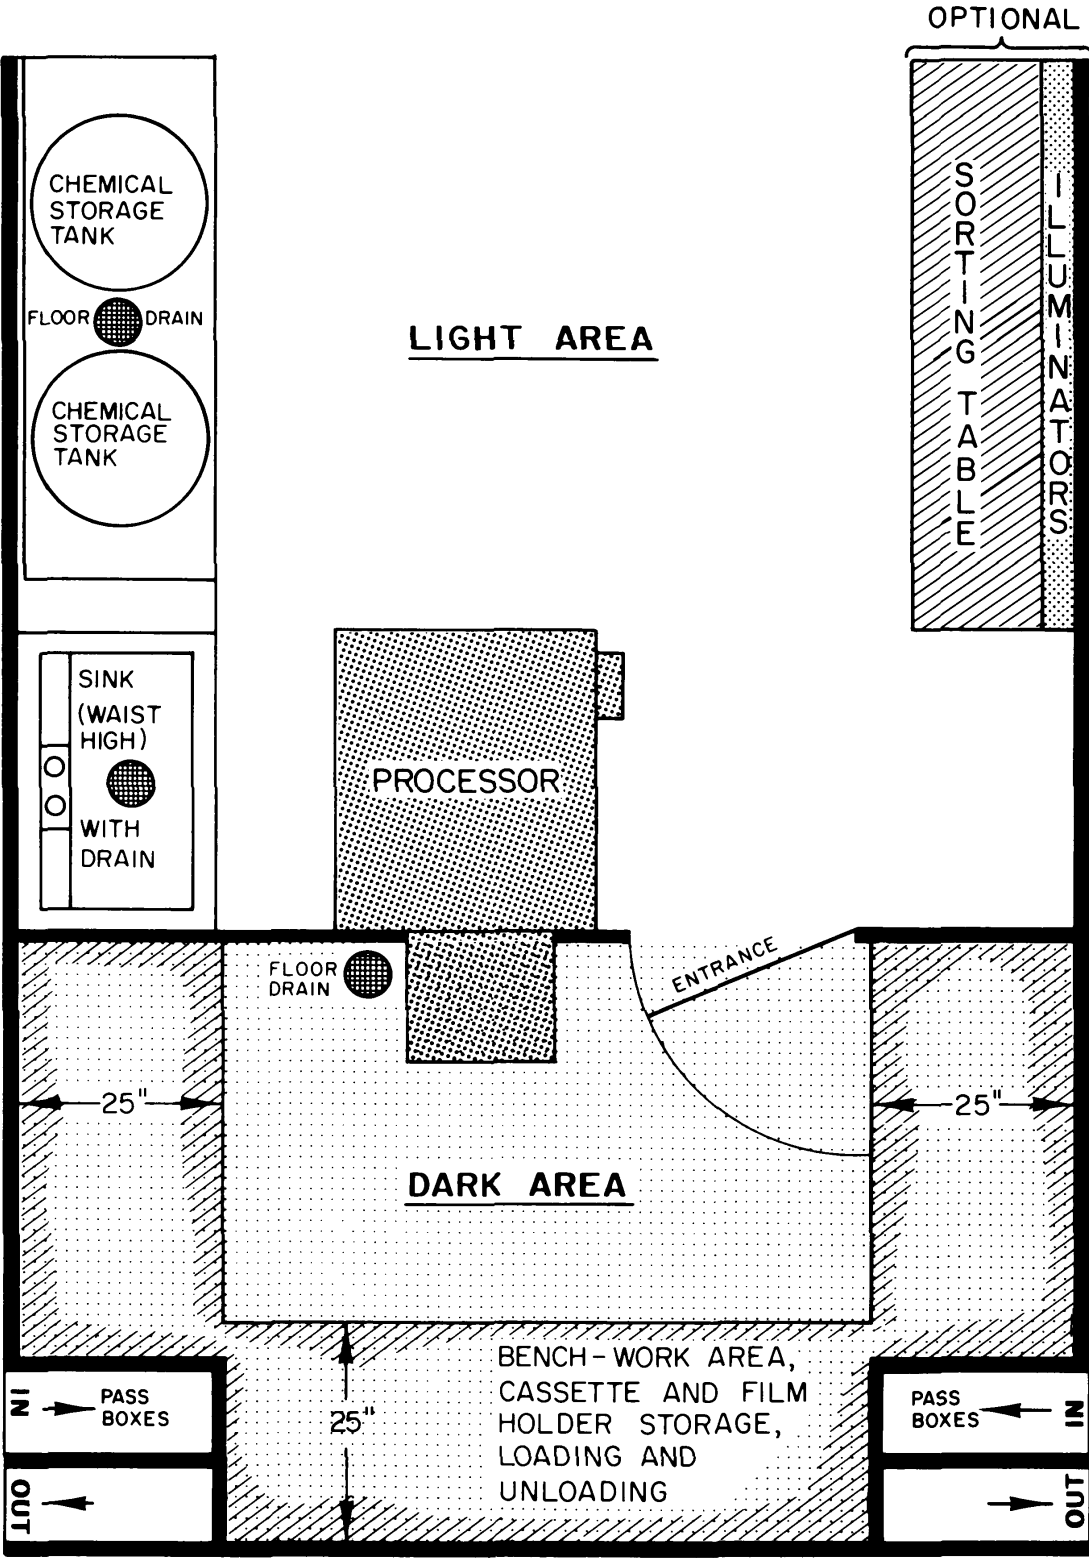 OPTIONAL
CHEMICAL
STORAGE
TANK
FLOOR DRAIN
CHEMICAL
STORAGE
TANK
LIGHT AREA
SORTING TABLE
ILLUMINATORS
SINK
(WAIST
HIGH)
WITH
DRAIN
PROCESSOR
FLOOR
DRAIN
ENTRANCE
25"
25"
DARK AREA
BENCH-WORK AREA,
CASSETTE AND FILM
HOLDER STORAGE,
LOADING AND
UNLOADING
25"
IN
PASS
BOXES
OUT
PASS
BOXES
IN
OUT